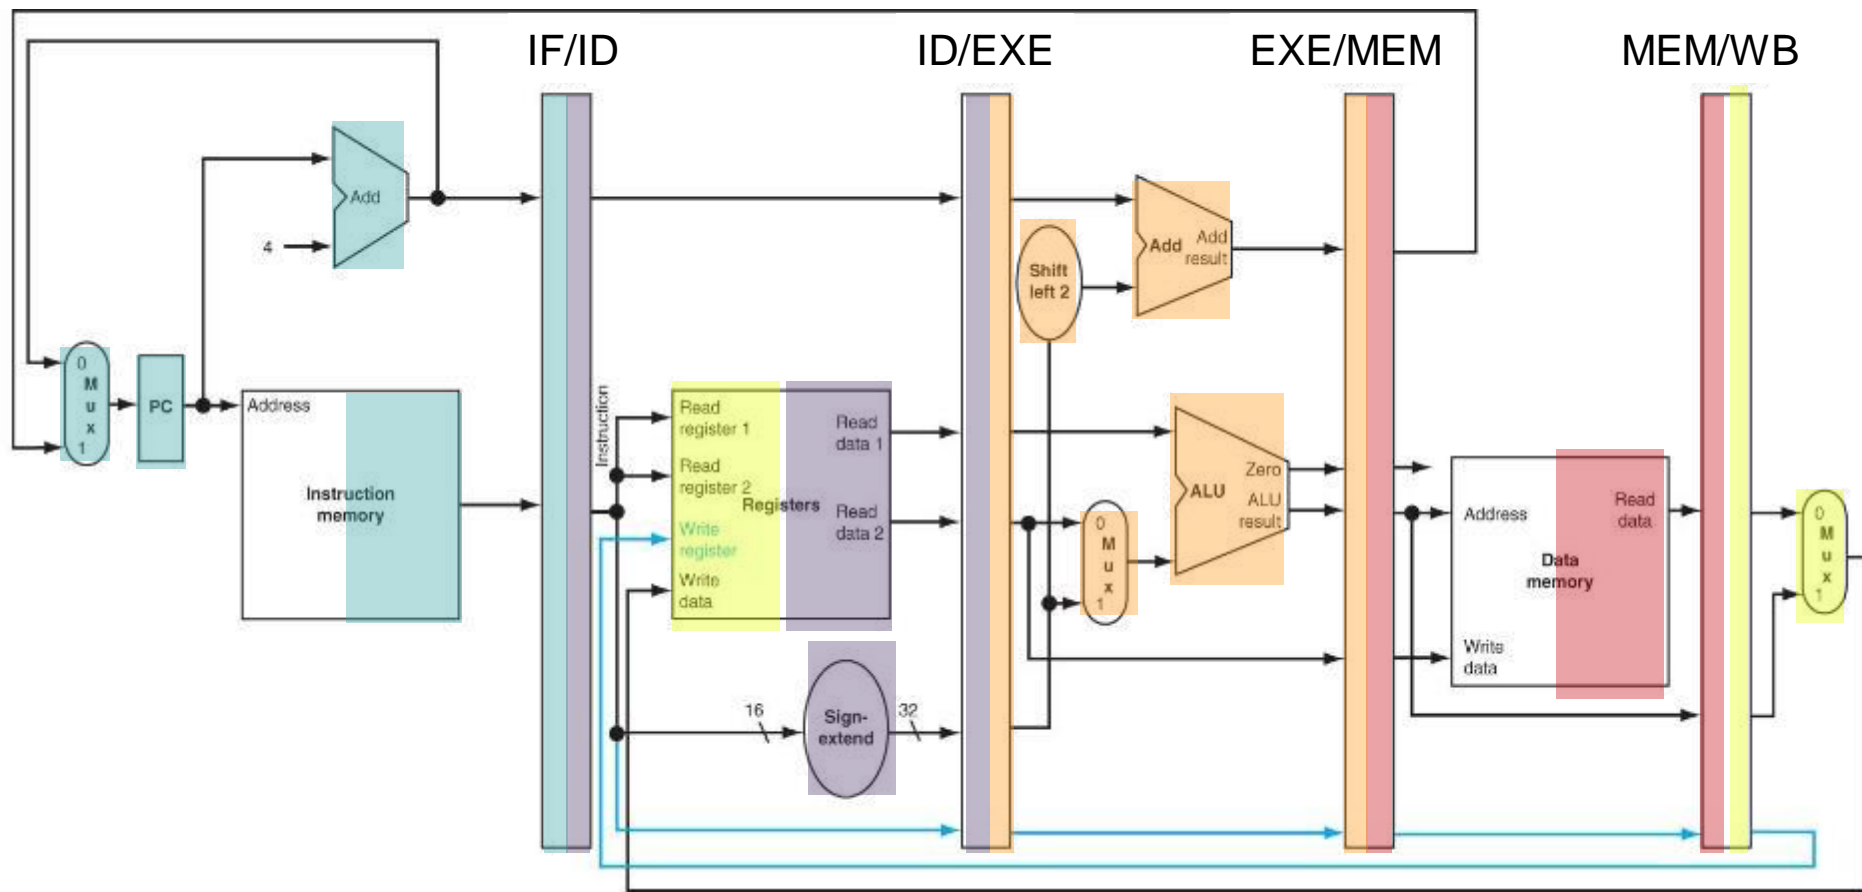 IF/ID
ID/EXE
EXE/MEM
MEM/WB
Add
4
Add
Add
result
Shift
left 2
0
M
u
x
1
PC
Address
Instruction
memory
Instruction
Read
register 1
Read
register 2
Write
register
Write
data
Registers
Read
data 1
Read
data 2
16
Sign-
extend
32
0
M
u
x
1
Zero
ALU
ALU
result
Address
Read
data
Data
memory
Write
data
0
M
u
x
1